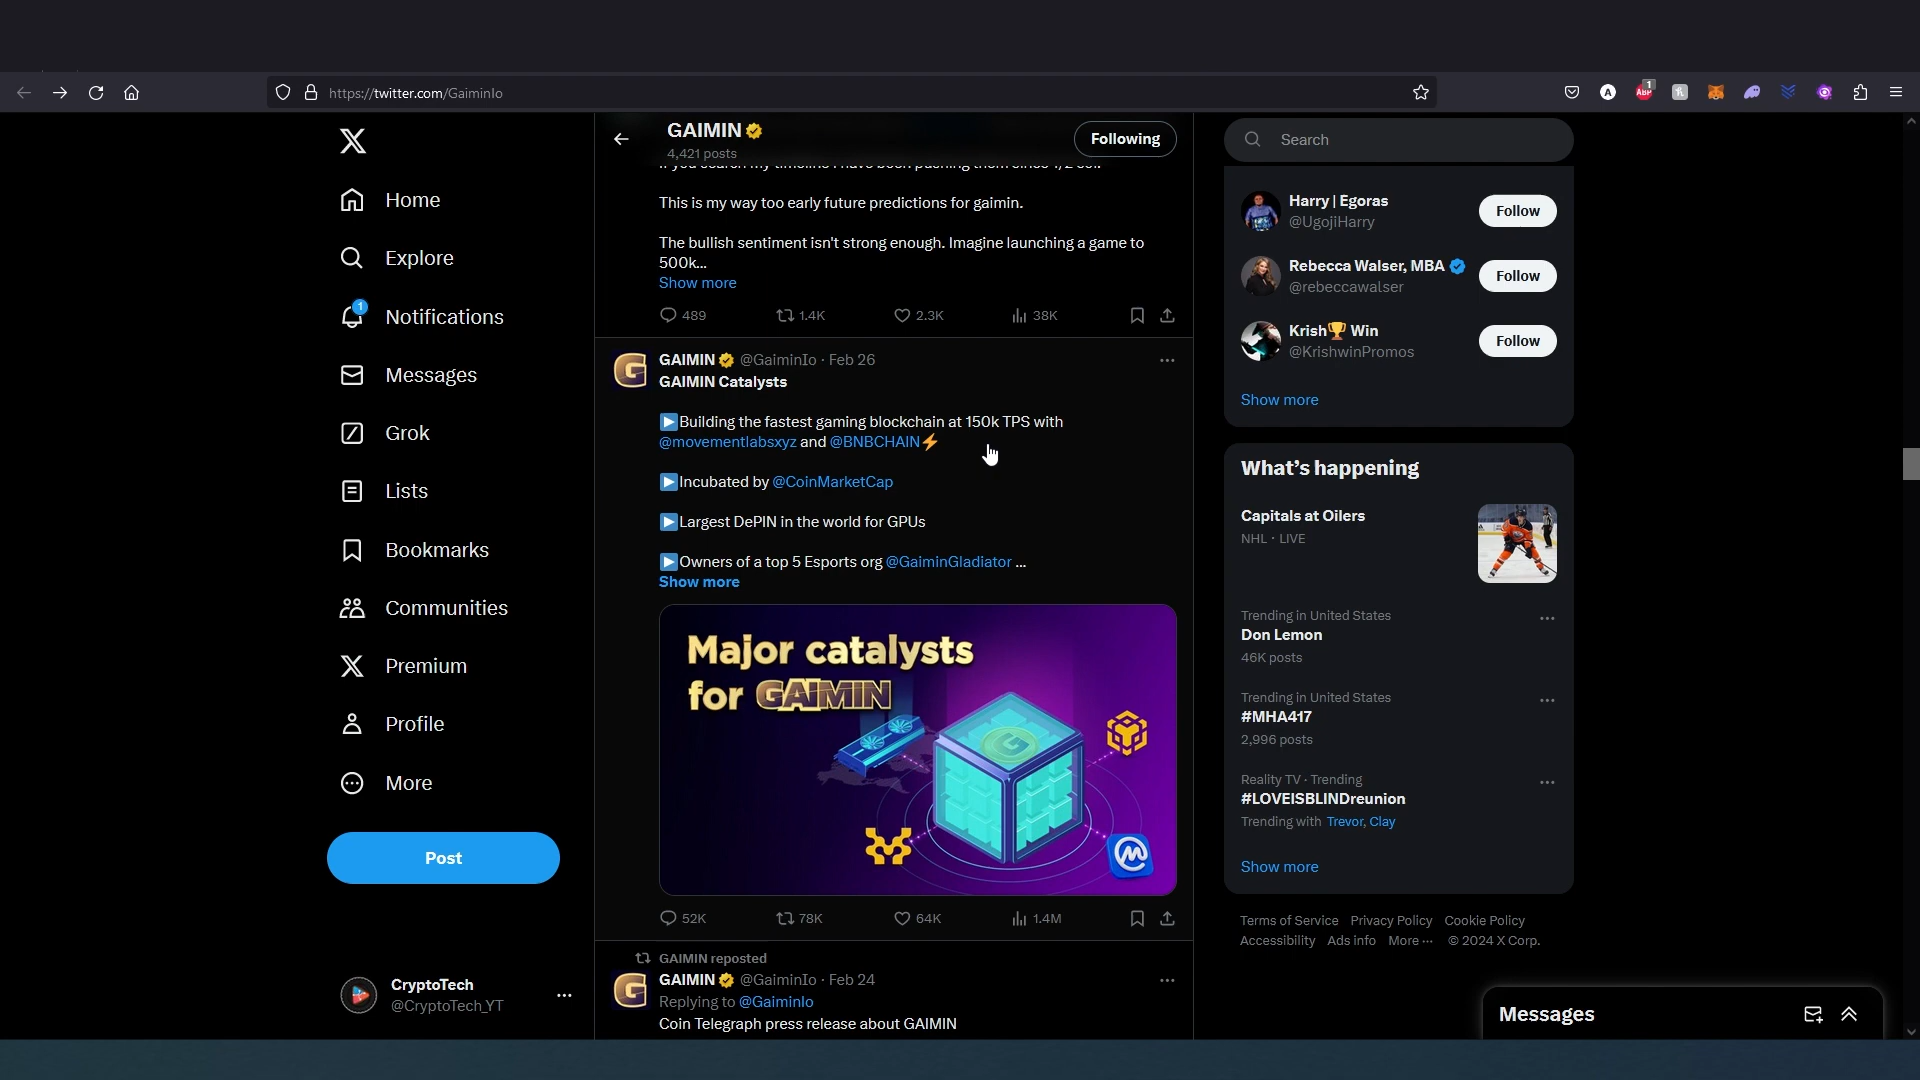 https://twitter.com/GaiminIo
1
Home
Explore
1
Notifications
Messages
Grok
Lists
Bookmarks
Communities
Premium
Profile
More
Post
CryptoTech
@CryptoTech_YT
GAIMIN
4,421 posts
Following
This is my way too early future predictions for gaimin.
The bullish sentiment isn't strong enough. Imagine launching a game to
500k...
Show more
489 1.4K 2.3K 38K
GAIMIN @GaiminIo · Feb 26
GAIMIN Catalysts
Building the fastest gaming blockchain at 150k TPS with
@movementlabsxyz and @BNBCHAIN
Incubated by @CoinMarketCap
Largest DePIN in the world for GPUs
Owners of a top 5 Esports org @GaiminGladiator ...
Show more
Major catalysts
for GAIMIN
52K 78K 64K 1.4M
GAIMIN reposted
GAIMIN @GaiminIo · Feb 24
Replying to @GaiminIo
Coin Telegraph press release about GAIMIN
Search
Harry | Egoras
@UgojiHarry
Follow
Rebecca Walser, MBA
@rebeccawalser
Follow
Krish Win
@KrishwinPromos
Follow
Show more
What's happening
Capitals at Oilers
NHL · LIVE
Trending in United States
Don Lemon
46K posts
Trending in United States
#MHA417
2,996 posts
Reality TV · Trending
#LOVEISBLINDreunion
Trending with Trevor, Clay
Show more
Terms of Service Privacy Policy Cookie Policy
Accessibility Ads info More ··· © 2024 X Corp.
Messages